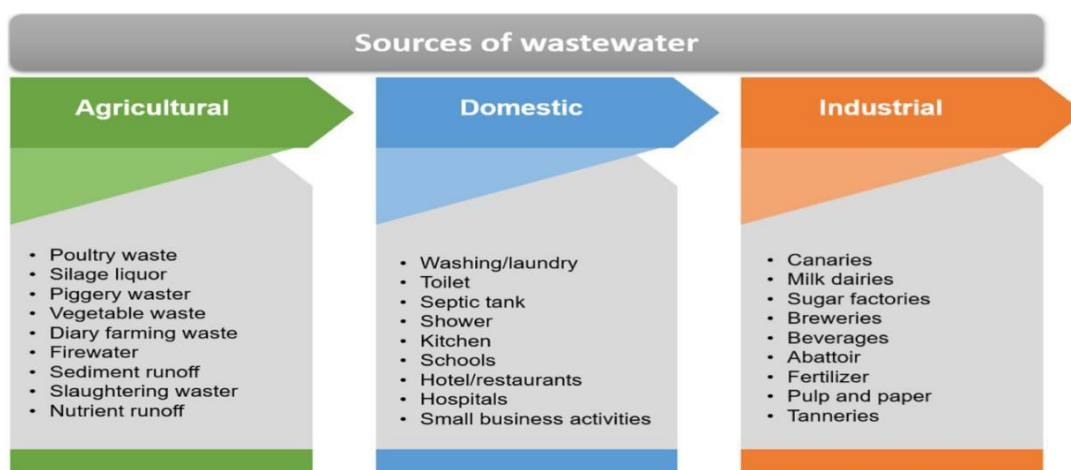 Sources of wastewater
Agricultural
Poultry waste
Silage liquor
Piggery waster
Vegetable waste
Diary farming waste
Firewater
Sediment runoff
Slaughtering waster
Nutrient runoff
Domestic
Washing/laundry
Toilet
Septic tank
Shower
Kitchen
Schools
Hotel/restaurants
Hospitals
Small business activities
Industrial
Canaries
Milk dairies
Sugar factories
Breweries
Beverages
Abattoir
Fertilizer
Pulp and paper
Tanneries